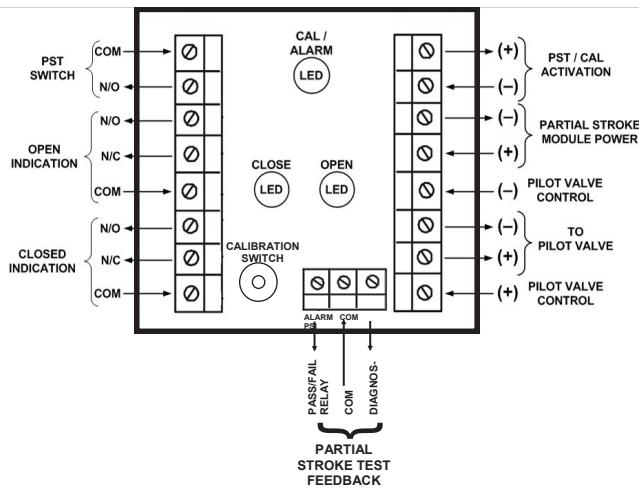 PST
SWITCH
COM
N/O
OPEN
INDICATION
N/O
N/C
COM
CLOSED
INDICATION
N/O
N/C
COM
CAL /
ALARM
LED
CLOSE
LED
OPEN
LED
CALIBRATION
SWITCH
(+)
(–)
PST / CAL
ACTIVATION
(–)
(+)
PARTIAL STROKE
MODULE POWER
(–)
PILOT VALVE
CONTROL
(–)
(+)
TO
PILOT VALVE
(+)
PILOT VALVE
CONTROL
ALARM COM
PS
PASS/FAIL
RELAY
COM
DIAGNOS-
PARTIAL
STROKE TEST
FEEDBACK